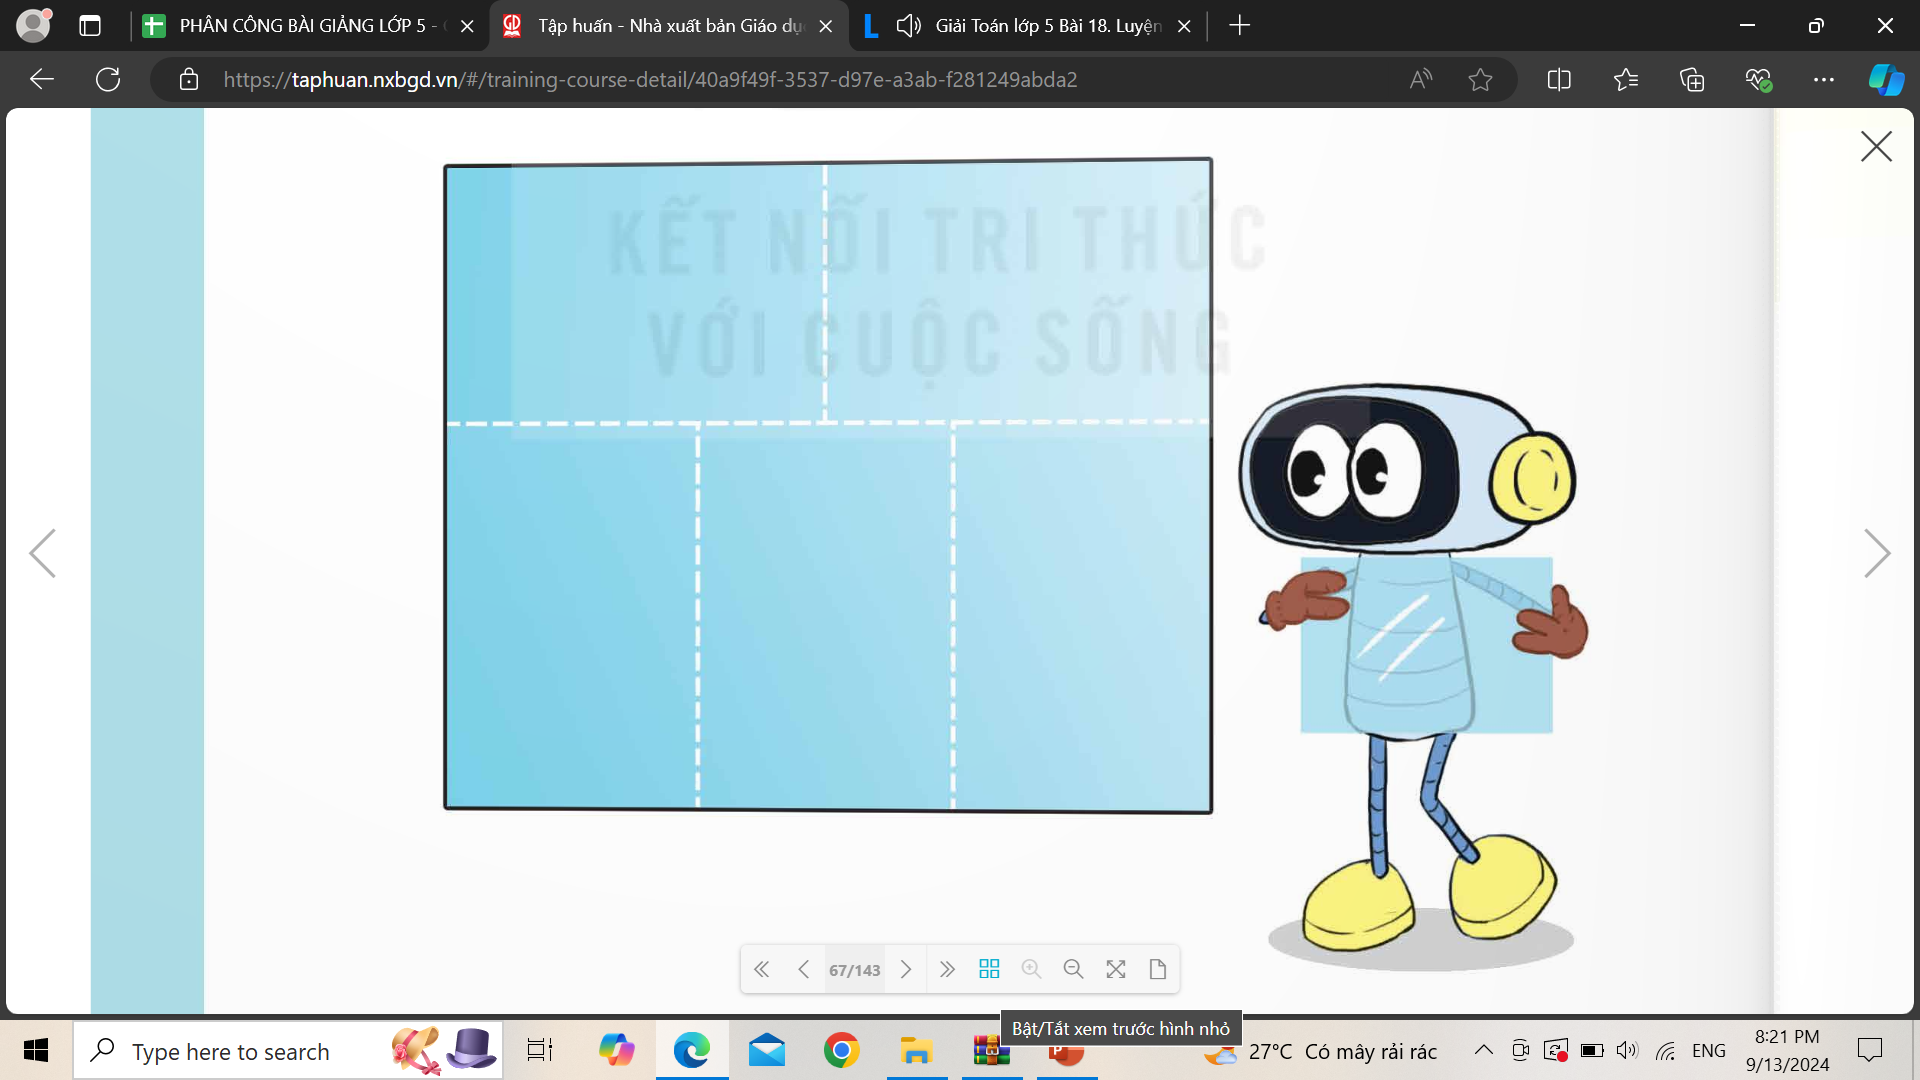 PHÂN CÔNG BÀI GIẢNG LỚP 5 -
Tập huấn - Nhà xuất bản Giáo dục
Giải Toán lớp 5 Bài 18. Luyện
https://taphuan.nxbgd.vn/#/training-course-detail/40a9f49f-3537-d97e-a3ab-f281249abda2
KẾT NỐI TRI THỨC
VỚI CUỘC SỐNG
67/143
Bật/Tắt xem trước hình nhỏ
Type here to search
27°C Có mây rải rác
ENG
8:21 PM
9/13/2024